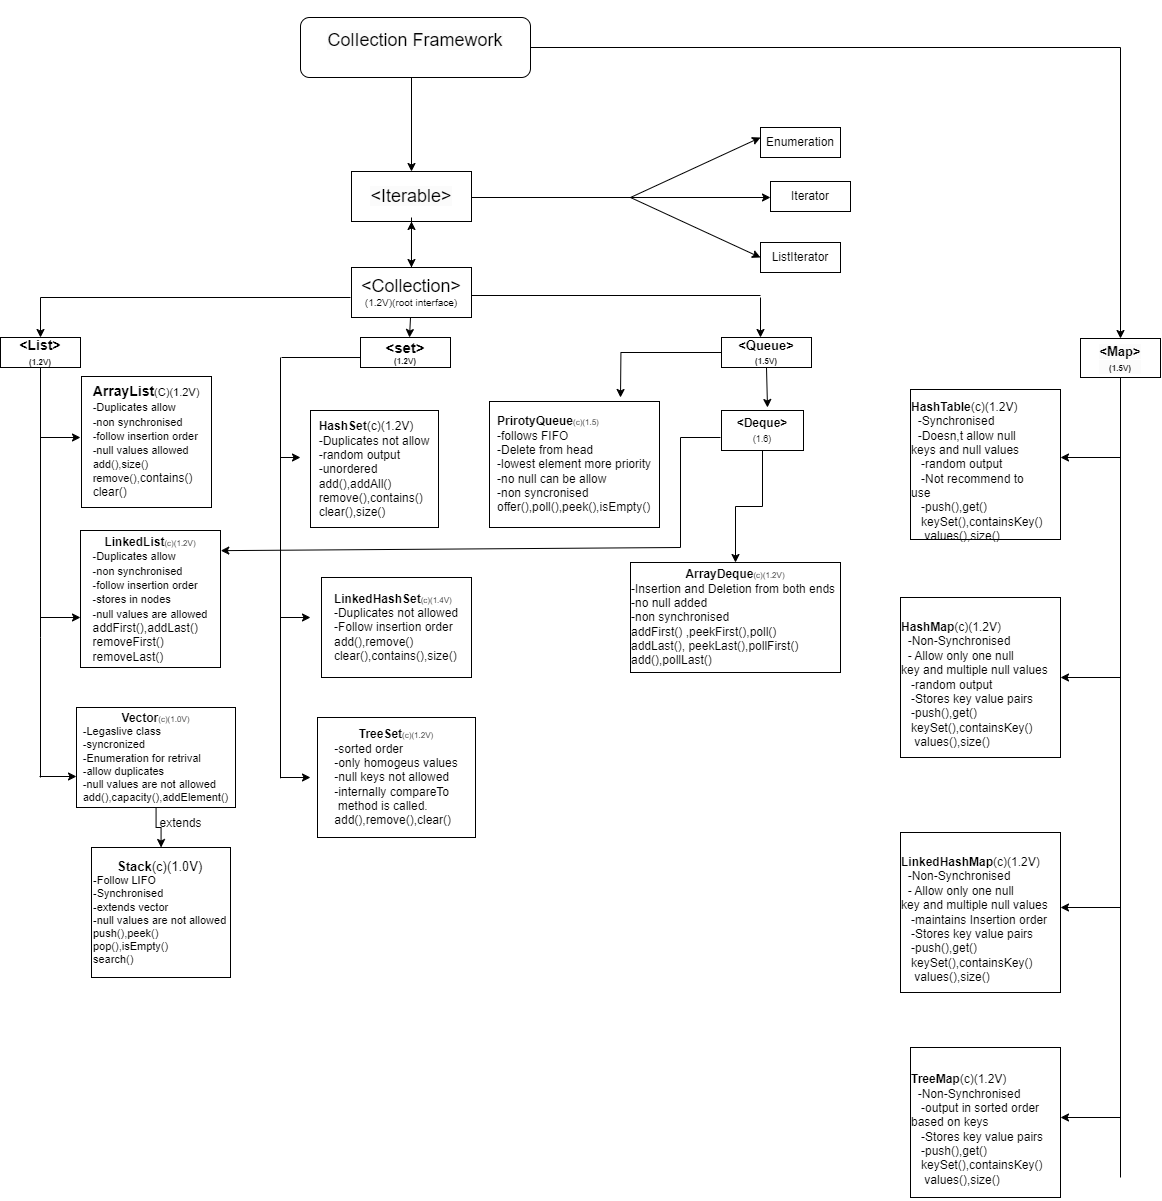 Collection Framework
Enumeration
<Iterable>
Iterator
ListIterator
<Collection>
(1.2V)(root interface)
<List>
(1.2V)
<set>
(1.2V)
<Queue>
(1.5V)
<Map>
(1.5V)
ArrayList(C)(1.2V)
-Duplicates allow
-non synchronised
-follow insertion order
-null values allowed
add(),size()
remove(),contains()
clear()
LinkedList(c)(1.2V)
-Duplicates allow
-non synchronised
-follow insertion order
-stores in nodes
-null values are allowed
addFirst(),addLast()
removeFirst()
removeLast()
Vector(c)(1.0V)
-Legaslive class
-syncronized
-Enumeration for retrival
-allow duplicates
-null values are not allowed
add(),capacity(),addElement()
extends
Stack(c)(1.0V)
-Follow LIFO
-Synchronised
-extends vector
-null values are not allowed
push(),peek()
pop(),isEmpty()
search()
HashSet(c)(1.2V)
-Duplicates not allow
-random output
-unordered
add(),addAll()
remove(),contains()
clear(),size()
LinkedHashSet(c)(1.4V)
-Duplicates not allowed
-Follow insertion order
add(),remove()
clear(),contains(),size()
TreeSet(c)(1.2V)
-sorted order
-only homogeus values
-null keys not allowed
-internally compareTo
method is called.
add(),remove(),clear()
PrirotyQueue(c)(1.5)
-follows FIFO
-Delete from head
-lowest element more priority
-no null can be allow
-non syncronised
offer(),poll(),peek(),isEmpty()
<Deque>
(1.6)
ArrayDeque(c)(1.2V)
-Insertion and Deletion from both ends
-no null added
-non synchronised
addFirst() ,peekFirst(),poll()
addLast(), peekLast(),pollFirst()
add(),pollLast()
HashTable(c)(1.2V)
-Synchronised
-Doesn,t allow null
keys and null values
-random output
-Not recommend to
use
-push(),get()
keySet(),containsKey()
values(),size()
HashMap(c)(1.2V)
-Non-Synchronised
- Allow only one null
key and multiple null values
-random output
-Stores key value pairs
-push(),get()
keySet(),containsKey()
values(),size()
LinkedHashMap(c)(1.2V)
-Non-Synchronised
- Allow only one null
key and multiple null values
-maintains Insertion order
-Stores key value pairs
-push(),get()
keySet(),containsKey()
values(),size()
TreeMap(c)(1.2V)
-Non-Synchronised
-output in sorted order
based on keys
-Stores key value pairs
-push(),get()
keySet(),containsKey()
values(),size()